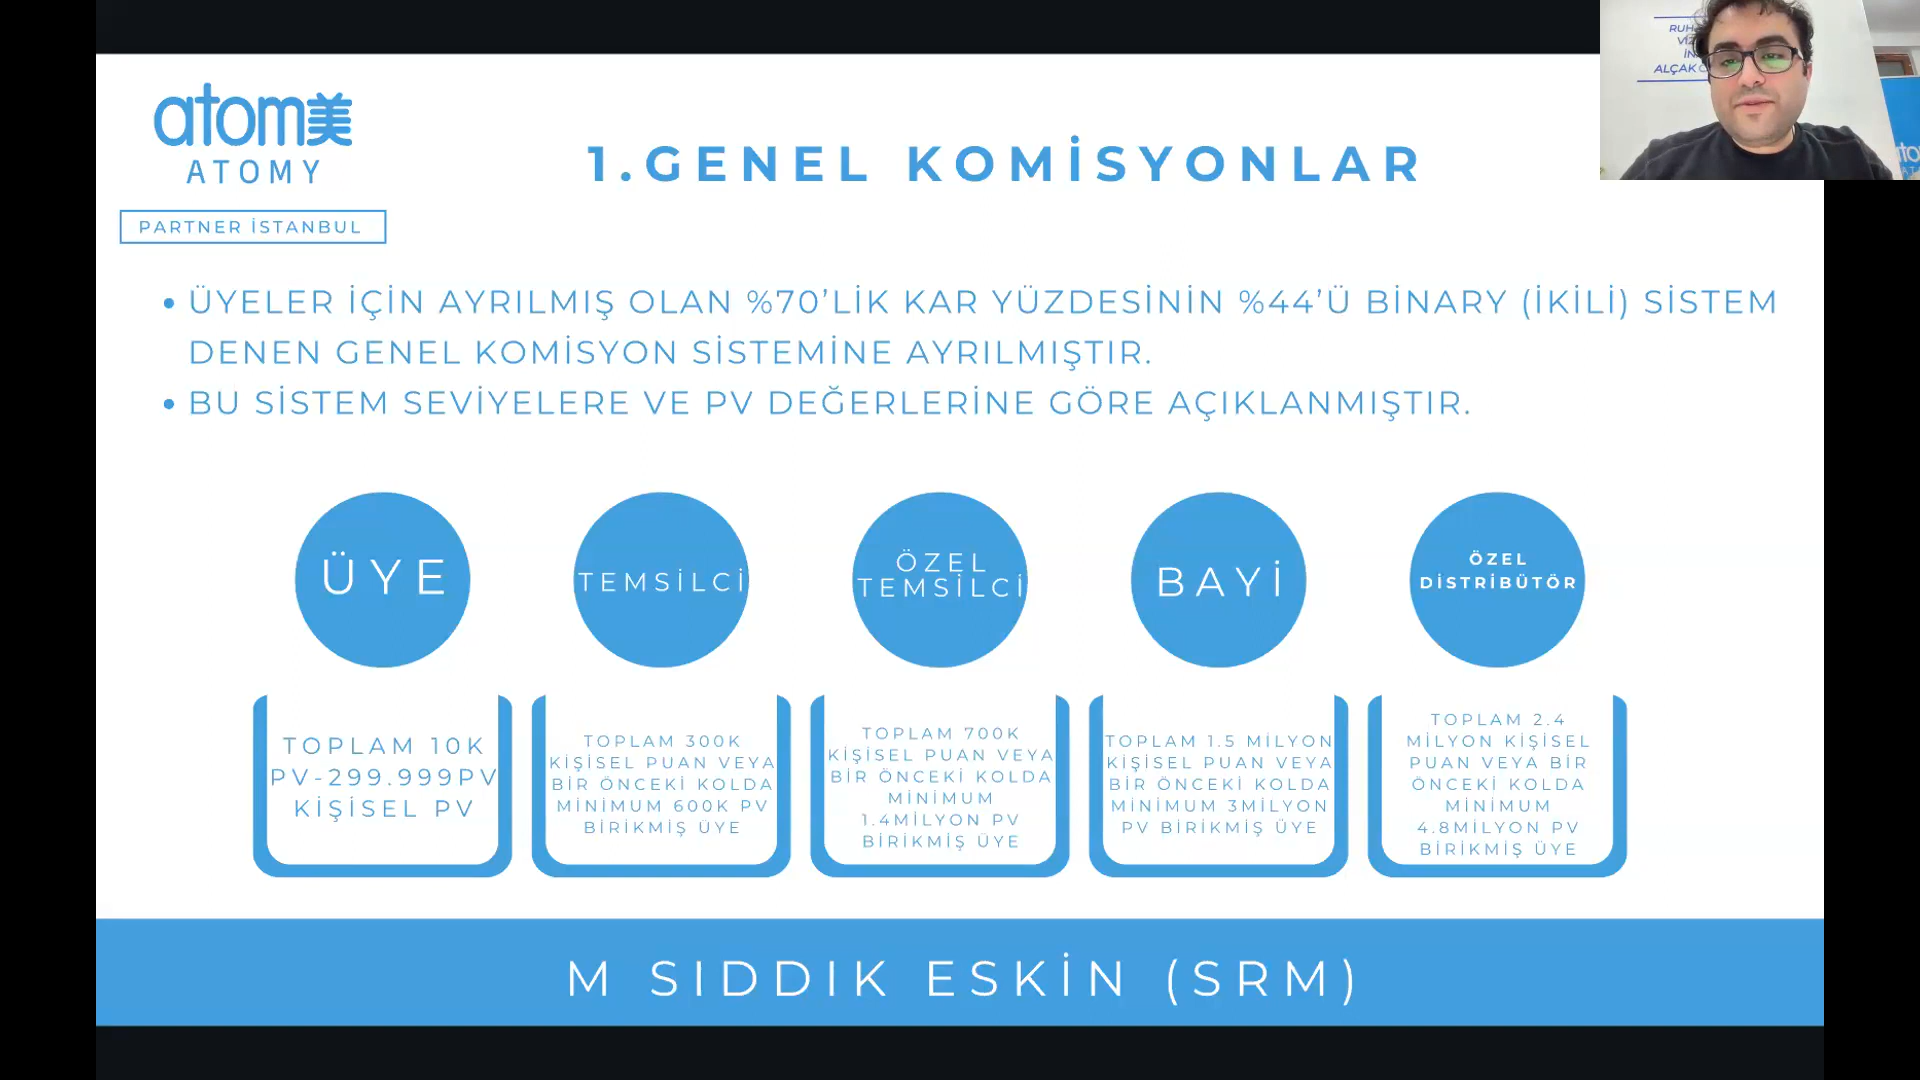 atom美
ATOMY
PARTNER İSTANBUL
1.GENEL KOMİSYONLAR
• ÜYELER İÇİN AYRILMIŞ OLAN %70’LİK KAR YÜZDESİNİN %44’Ü BİNARY (İKİLİ) SİSTEM
DENEN GENEL KOMİSYON SİSTEMİNE AYRILMIŞTIR.
• BU SİSTEM SEVİYELERE VE PV DEĞERLERİNE GÖRE AÇIKLANMIŞTIR.
ÜYE
TOPLAM 10K
PV-299.999PV
KİŞİSEL PV
TEMSİLCİ
TOPLAM 300K
KİŞİSEL PUAN VEYA
BİR ÖNCEKİ KOLDA
MİNİMUM 600K PV
BİRİKMİŞ ÜYE
ÖZEL
TEMSİLCİ
TOPLAM 700K
KİŞİSEL PUAN VEYA
BİR ÖNCEKİ KOLDA
MİNİMUM
1.4MİLYON PV
BİRİKMİŞ ÜYE
BAYİ
TOPLAM 1.5 MİLYON
KİŞİSEL PUAN VEYA
BİR ÖNCEKİ KOLDA
MİNİMUM 3MİLYON
PV BİRİKMİŞ ÜYE
ÖZEL
DİSTRİBÜTÖR
TOPLAM 2.4
MİLYON KİŞİSEL
PUAN VEYA BİR
ÖNCEKİ KOLDA
MİNİMUM
4.8MİLYON PV
BİRİKMİŞ ÜYE
M SIDDIK ESKİN (SRM)